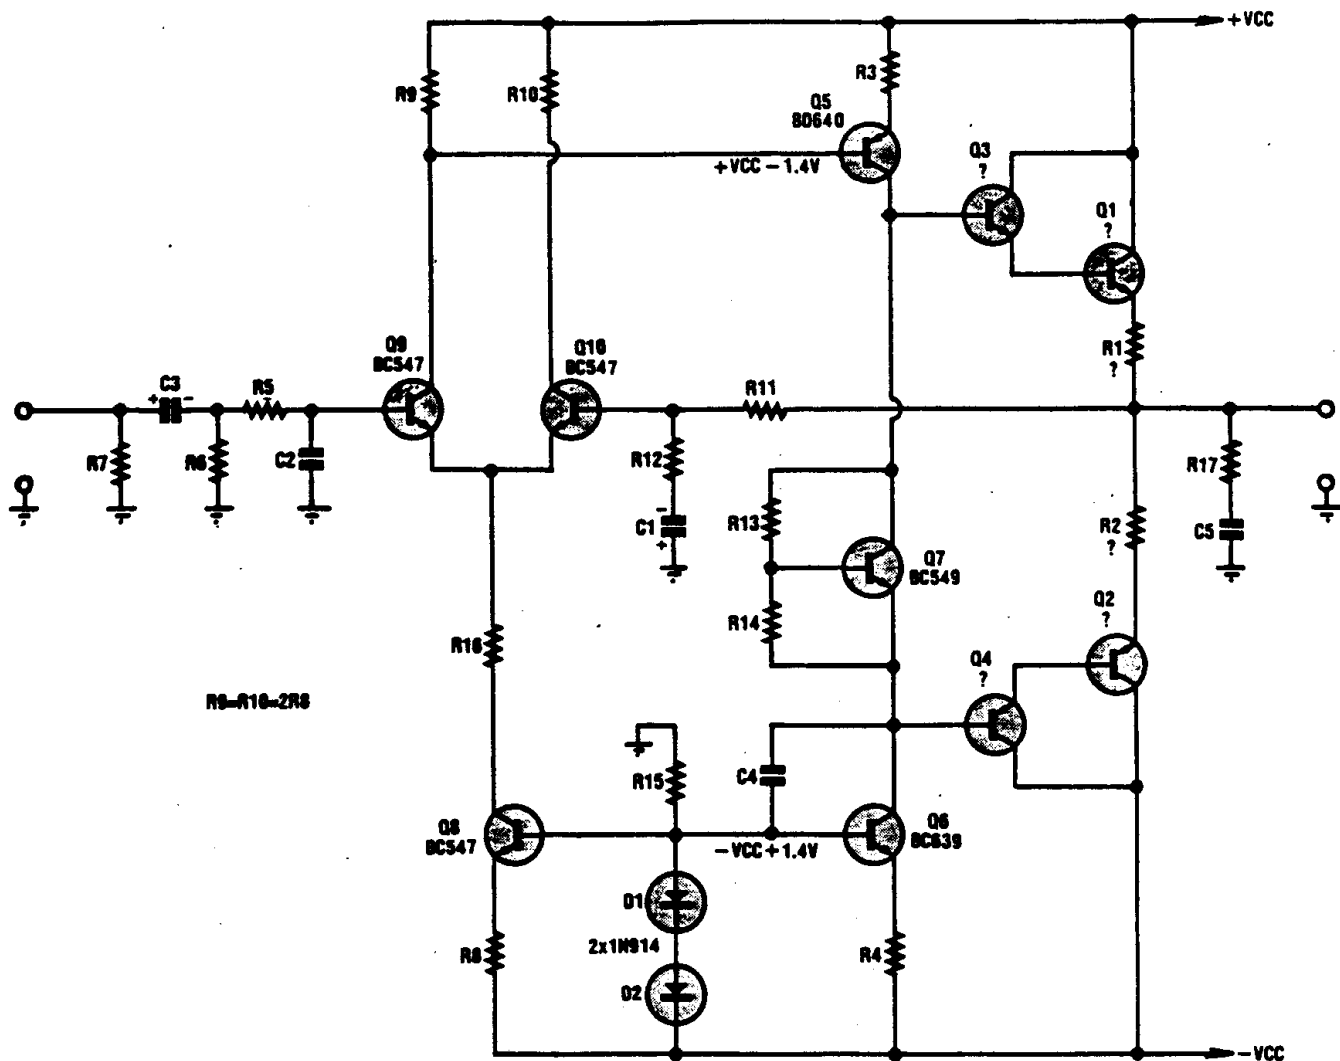 +VCC
R9
R10
R3
Q5
BD640
+VCC – 1.4V
Q3
?
Q1
?
R1
?
Q9
BC547
Q10
BC547
C3
+
-
R5
R7
R6
C2
R11
R12
C1
-
+
R17
C5
R13
R14
Q7
BC549
R2
?
Q2
?
Q4
?
R16
R9=R10=2R8
R15
C4
Q8
BC547
–VCC + 1.4V
Q6
BC639
D1
2x1N914
D2
R8
R4
–VCC